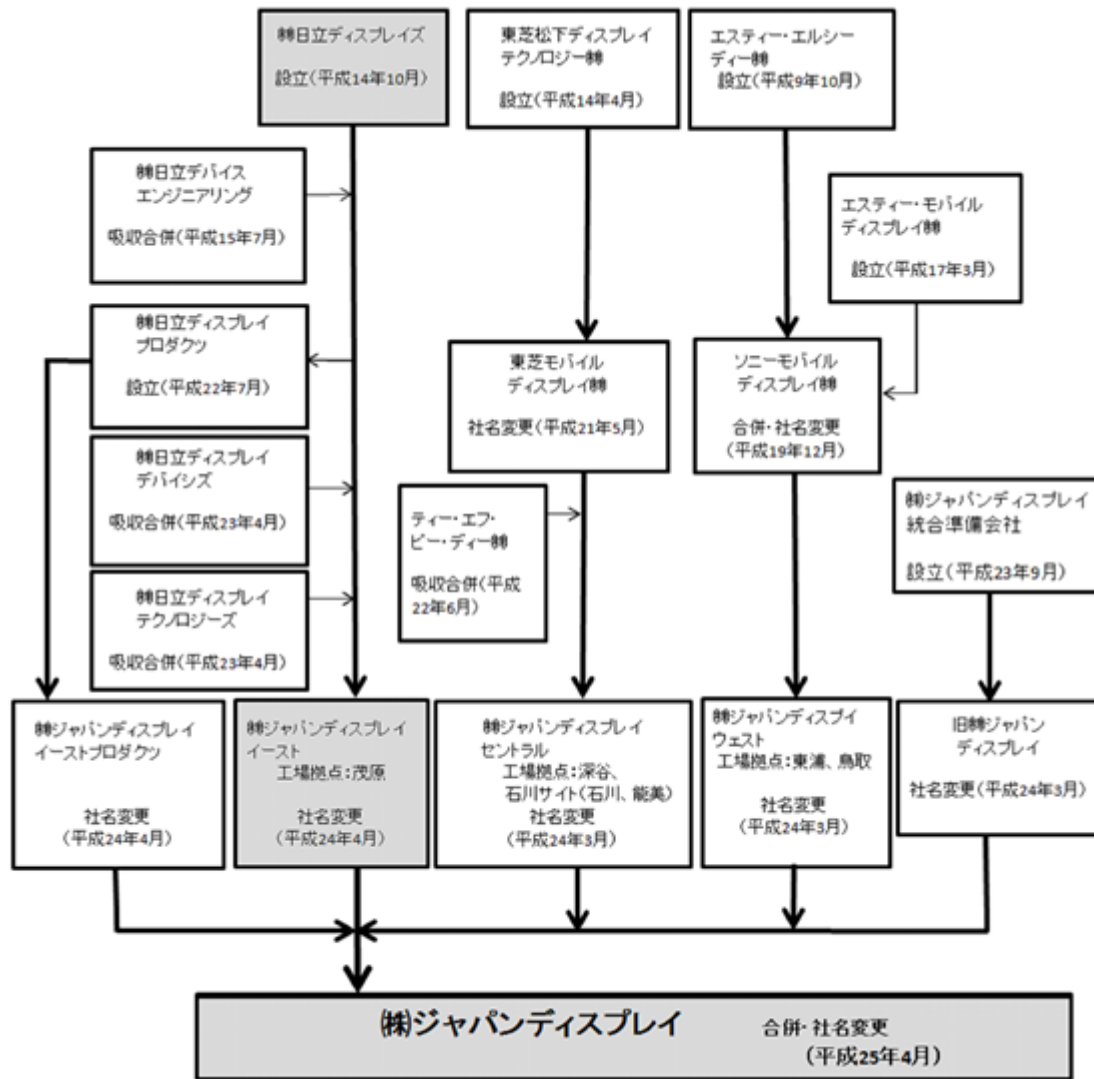 ㈱日立ディスプレイズ
設立(平成14年10月)
東芝松下ディスプレイ
テクノロジー㈱
設立(平成14年4月)
エスティー・エルシー
ディー㈱
設立(平成9年10月)
㈱日立デバイス
エンジニアリング
吸収合併(平成15年7月)
エスティー・モバイル
ディスプレイ㈱
設立(平成17年3月)
㈱日立ディスプレイ
プロダクツ
設立(平成22年7月)
東芝モバイル
ディスプレイ㈱
社名変更(平成21年5月)
ソニーモバイル
ディスプレイ㈱
合併・社名変更
(平成19年12月)
㈱日立ディスプレイ
デバイシズ
吸収合併(平成23年4月)
ティー・エフ・
ピー・ディー㈱
吸収合併(平成
22年6月)
㈱ジャパンディスプレイ
統合準備会社
設立(平成23年9月)
㈱日立ディスプレイ
テクノロジーズ
吸収合併(平成23年4月)
㈱ジャパンディスプレイ
イーストプロダクツ
社名変更
(平成24年4月)
㈱ジャパンディスプレイ
イースト
工場拠点:茂原
社名変更
(平成24年4月)
㈱ジャパンディスプレイ
セントラル
工場拠点:深谷、
石川サイト(石川、能美)
社名変更
(平成24年3月)
㈱ジャパンディスプイ
ウェスト
工場拠点:東浦、鳥取
社名変更
(平成24年3月)
旧㈱ジャパン
ディスプレイ
社名変更(平成24年3月)
㈱ジャパンディスプレイ 合併・社名変更
(平成25年4月)